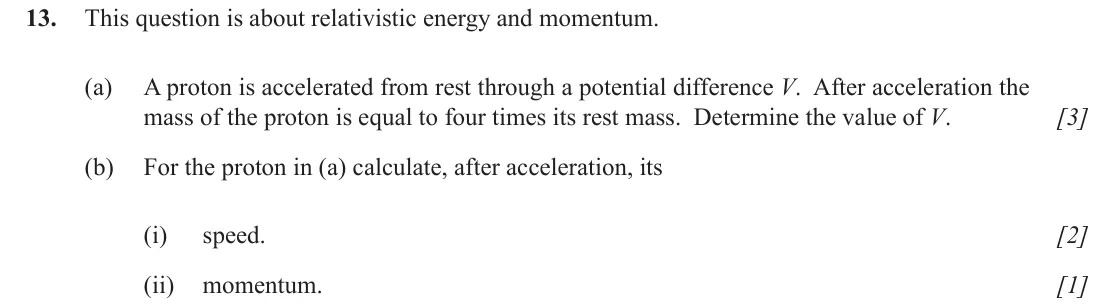 13. This question is about relativistic energy and momentum.
(a) A proton is accelerated from rest through a potential difference V. After acceleration the
mass of the proton is equal to four times its rest mass. Determine the value of V. [3]
(b) For the proton in (a) calculate, after acceleration, its
(i) speed. [2]
(ii) momentum. [1]